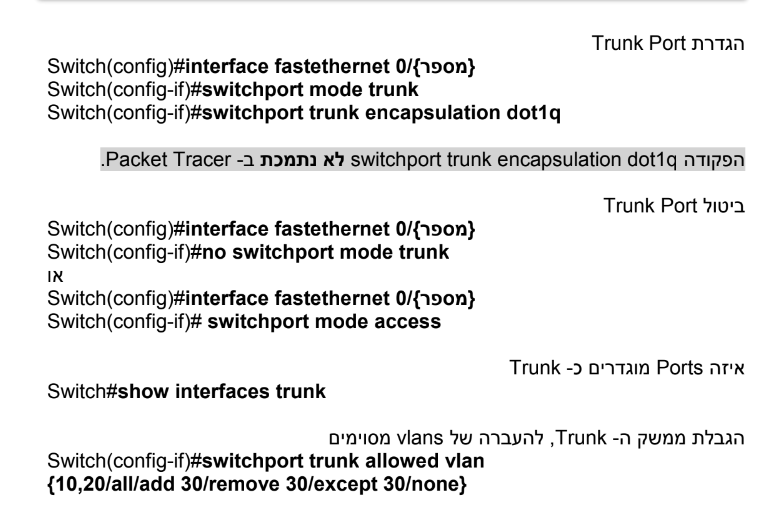 הגדרת Trunk Port
Switch(config)#interface fastethernet 0/{מספר}
Switch(config-if)#switchport mode trunk
Switch(config-if)#switchport trunk encapsulation dot1q
הפקודה switchport trunk encapsulation dot1q לא נתמכת ב- Packet Tracer.
ביטול Trunk Port
Switch(config)#interface fastethernet 0/{מספר}
Switch(config-if)#no switchport mode trunk
או
Switch(config)#interface fastethernet 0/{מספר}
Switch(config-if)# switchport mode access
איזה Ports מוגדרים כ- Trunk
Switch#show interfaces trunk
הגבלת ממשק ה- Trunk, להעברה של vlans מסוימים
Switch(config-if)#switchport trunk allowed vlan
{10,20/all/add 30/remove 30/except 30/none}